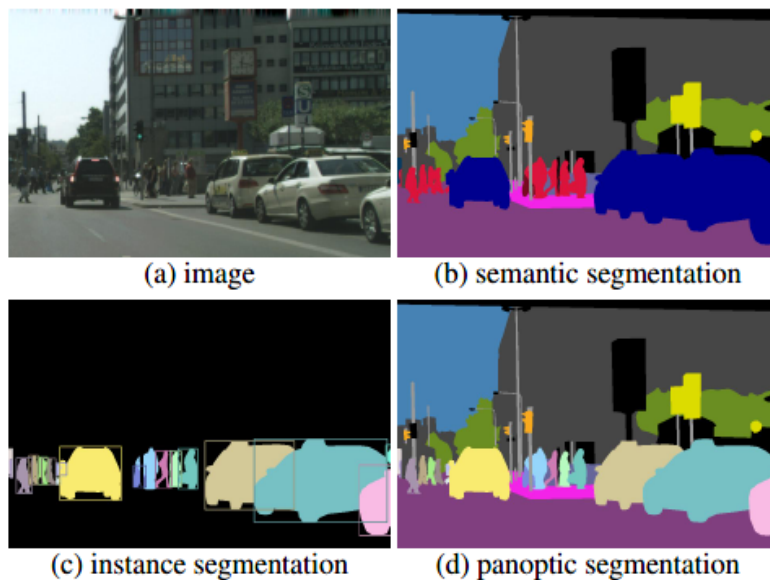 (a) image
(b) semantic segmentation
(c) instance segmentation
(d) panoptic segmentation